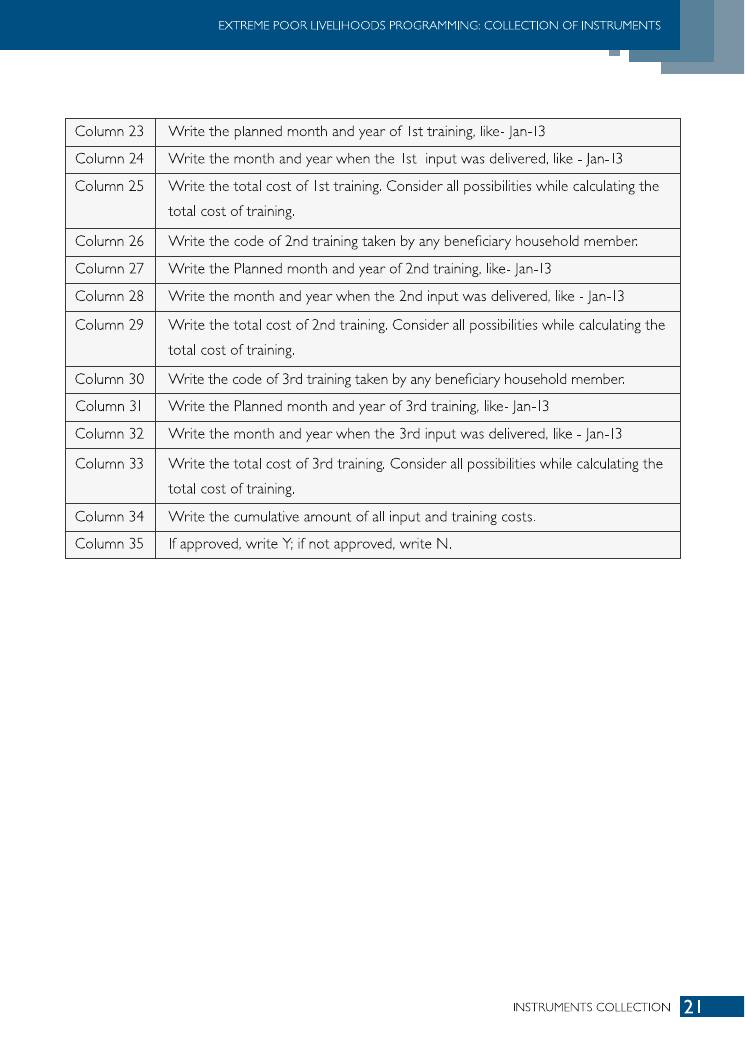 EXTREME POOR LIVELIHOODS PROGRAMMING: COLLECTION OF INSTRUMENTS
Column 23 Write the planned month and year of 1st training, like- Jan-13
Column 24 Write the month and year when the 1st input was delivered, like - Jan-13
Column 25 Write the total cost of 1st training. Consider all possibilities while calculating the
total cost of training.
Column 26 Write the code of 2nd training taken by any beneficiary household member.
Column 27 Write the Planned month and year of 2nd training, like- Jan-13
Column 28 Write the month and year when the 2nd input was delivered, like - Jan-13
Column 29 Write the total cost of 2nd training. Consider all possibilities while calculating the
total cost of training.
Column 30 Write the code of 3rd training taken by any beneficiary household member.
Column 31 Write the Planned month and year of 3rd training, like- Jan-13
Column 32 Write the month and year when the 3rd input was delivered, like - Jan-13
Column 33 Write the total cost of 3rd training. Consider all possibilities while calculating the
total cost of training.
Column 34 Write the cumulative amount of all input and training costs.
Column 35 If approved, write Y; if not approved, write N.
INSTRUMENTS COLLECTION 21